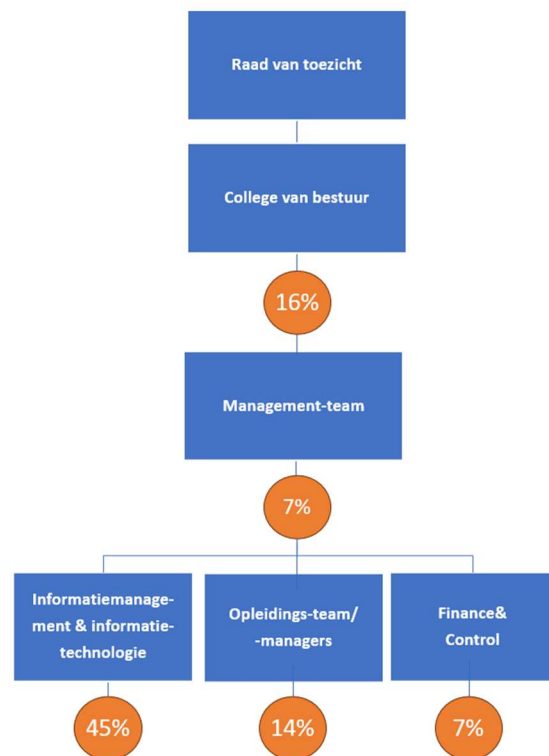 Raad van toezicht
College van bestuur
16%
Management-team
7%
Informatiemanage-
ment & informatie-
technologie
Opleidings-team/
-managers
Finance&
Control
45%
14%
7%